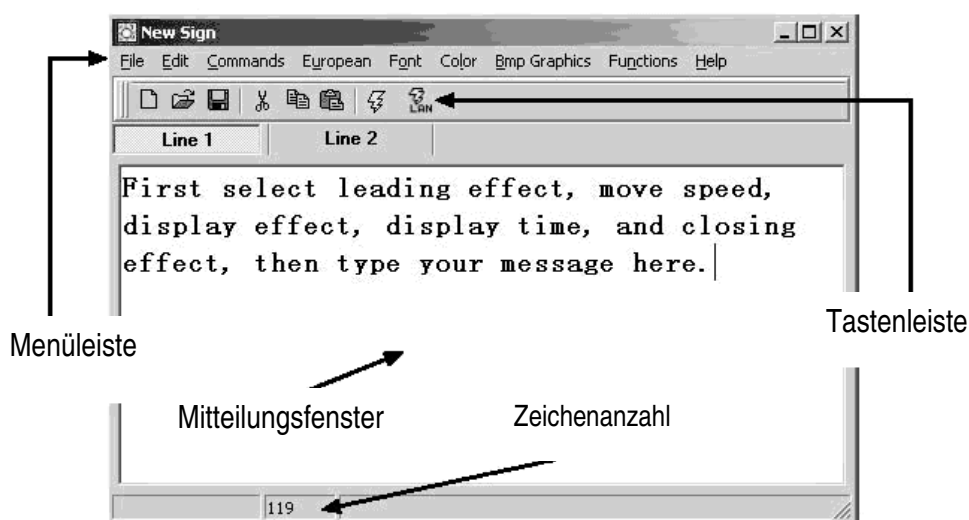 New Sign
File Edit Commands European Font Color Bmp Graphics Functions Help
LAN
Line 1 Line 2
First select leading effect, move speed,
display effect, display time, and closing
effect, then type your message here.
Tastenleiste
Menüleiste
Mitteilungsfenster Zeichenanzahl
119